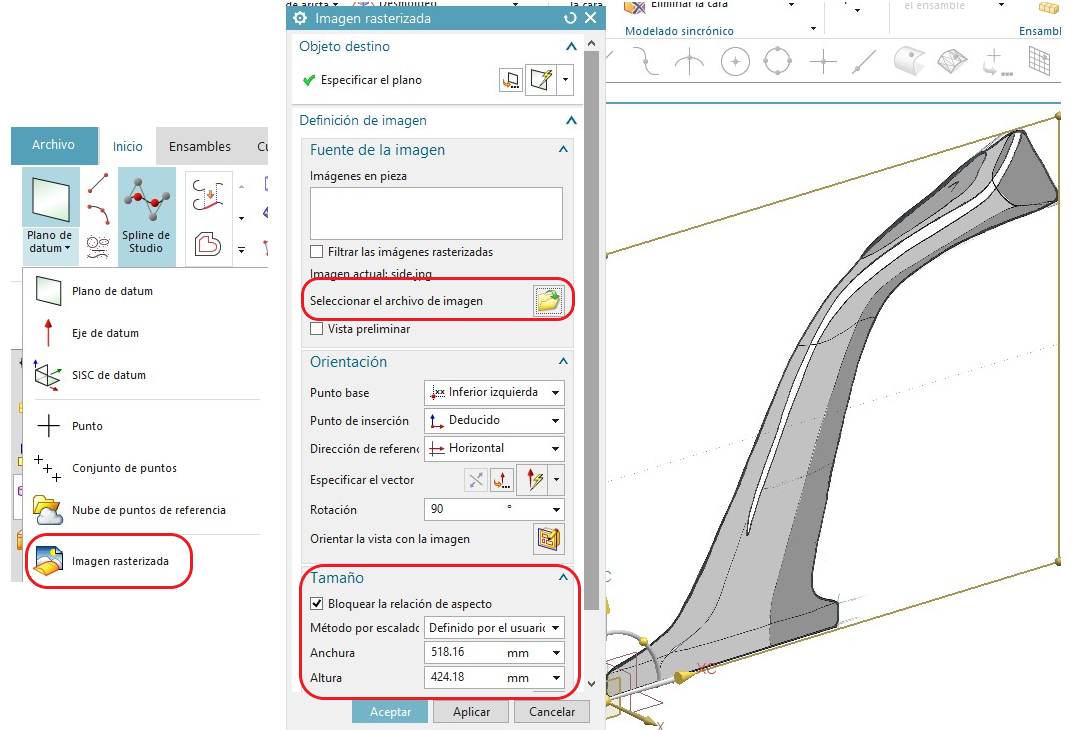 Archivo
Inicio
Ensambles
Plano de
datum
Spline de
Studio
Plano de datum
Eje de datum
SISC de datum
Punto
Conjunto de puntos
Nube de puntos de referencia
Imagen rasterizada
Imagen rasterizada
Objeto destino
Especificar el plano
Definición de imagen
Fuente de la imagen
Imágenes en pieza
Filtrar las imágenes rasterizadas
Imagen actual: side.jpg
Seleccionar el archivo de imagen
Vista preliminar
Orientación
Punto base
Inferior izquierda
Punto de inserción
Deducido
Dirección de referenc
Horizontal
Especificar el vector
Rotación
90 °
Orientar la vista con la imagen
Tamaño
Bloquear la relación de aspecto
Método por escalado
Definido por el usuario
Anchura
518.16 mm
Altura
424.18 mm
Aceptar
Aplicar
Cancelar
Eliminar la cara
el ensamble
Modelado sincrónico
Ensambl
XC
X
C